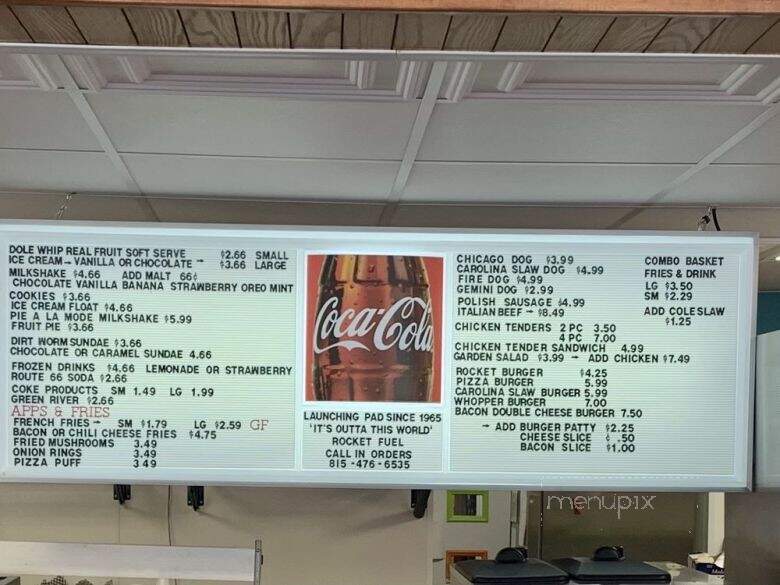 DOLE WHIP REAL FRUIT SOFT SERVE $2.66 SMALL
ICE CREAM → VANILLA OR CHOCOLATE → $3.66 LARGE
MILKSHAKE $4.66 ADD MALT 66¢
CHOCOLATE VANILLA BANANA STRAWBERRY OREO MINT
COOKIES $3.66
ICE CREAM FLOAT $4.66
PIE A LA MODE MILKSHAKE $5.99
FRUIT PIE $3.66
DIRT WORM SUNDAE $3.66
CHOCOLATE OR CARAMEL SUNDAE 4.66
FROZEN DRINKS $4.66 LEMONADE OR STRAWBERRY
ROUTE 66 SODA $2.66
COKE PRODUCTS SM 1.49 LG 1.99
GREEN RIVER $2.66
APPS & FRIES
FRENCH FRIES → SM $1.79 LG $2.59 GF
BACON OR CHILI CHEESE FRIES $4.75
FRIED MUSHROOMS 3.49
ONION RINGS 3.49
PIZZA PUFF 3 49
Coca-Cola
LAUNCHING PAD SINCE 1965
'IT'S OUTTA THIS WORLD'
ROCKET FUEL
CALL IN ORDERS
815-476-6535
CHICAGO DOG $3.99
CAROLINA SLAW DOG $4.99
FIRE DOG $4.99
GEMINI DOG $2.99
POLISH SAUSAGE $4.99
ITALIAN BEEF → $8.49
CHICKEN TENDERS 2 PC 3.50
4 PC 7.00
CHICKEN TENDER SANDWICH 4.99
GARDEN SALAD $3.99 → ADD CHICKEN $7.49
ROCKET BURGER $4.25
PIZZA BURGER 5.99
CAROLINA SLAW BURGER 5.99
WHOPPER BURGER 7.00
BACON DOUBLE CHEESE BURGER 7.50
→ ADD BURGER PATTY $2.25
CHEESE SLICE ¢ .50
BACON SLICE $1.00
COMBO BASKET
FRIES & DRINK
LG $3.50
SM $2.29
ADD COLESLAW
$1.25
menupix